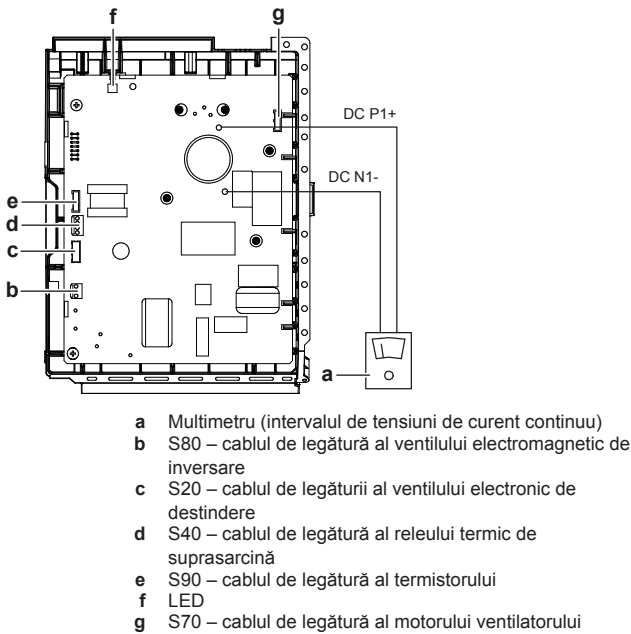 f
g
DC P1+
DC N1-
e
d
c
b
a
a Multimetru (intervalul de tensiuni de curent continuu)
b S80 – cablul de legătură al ventilului electromagnetic de
inversare
c S20 – cablul de legăturii al ventilului electronic de
destindere
d S40 – cablul de legătură al releului termic de
suprasarcină
e S90 – cablul de legătură al termistorului
f LED
g S70 – cablul de legătură al motorului ventilatorului